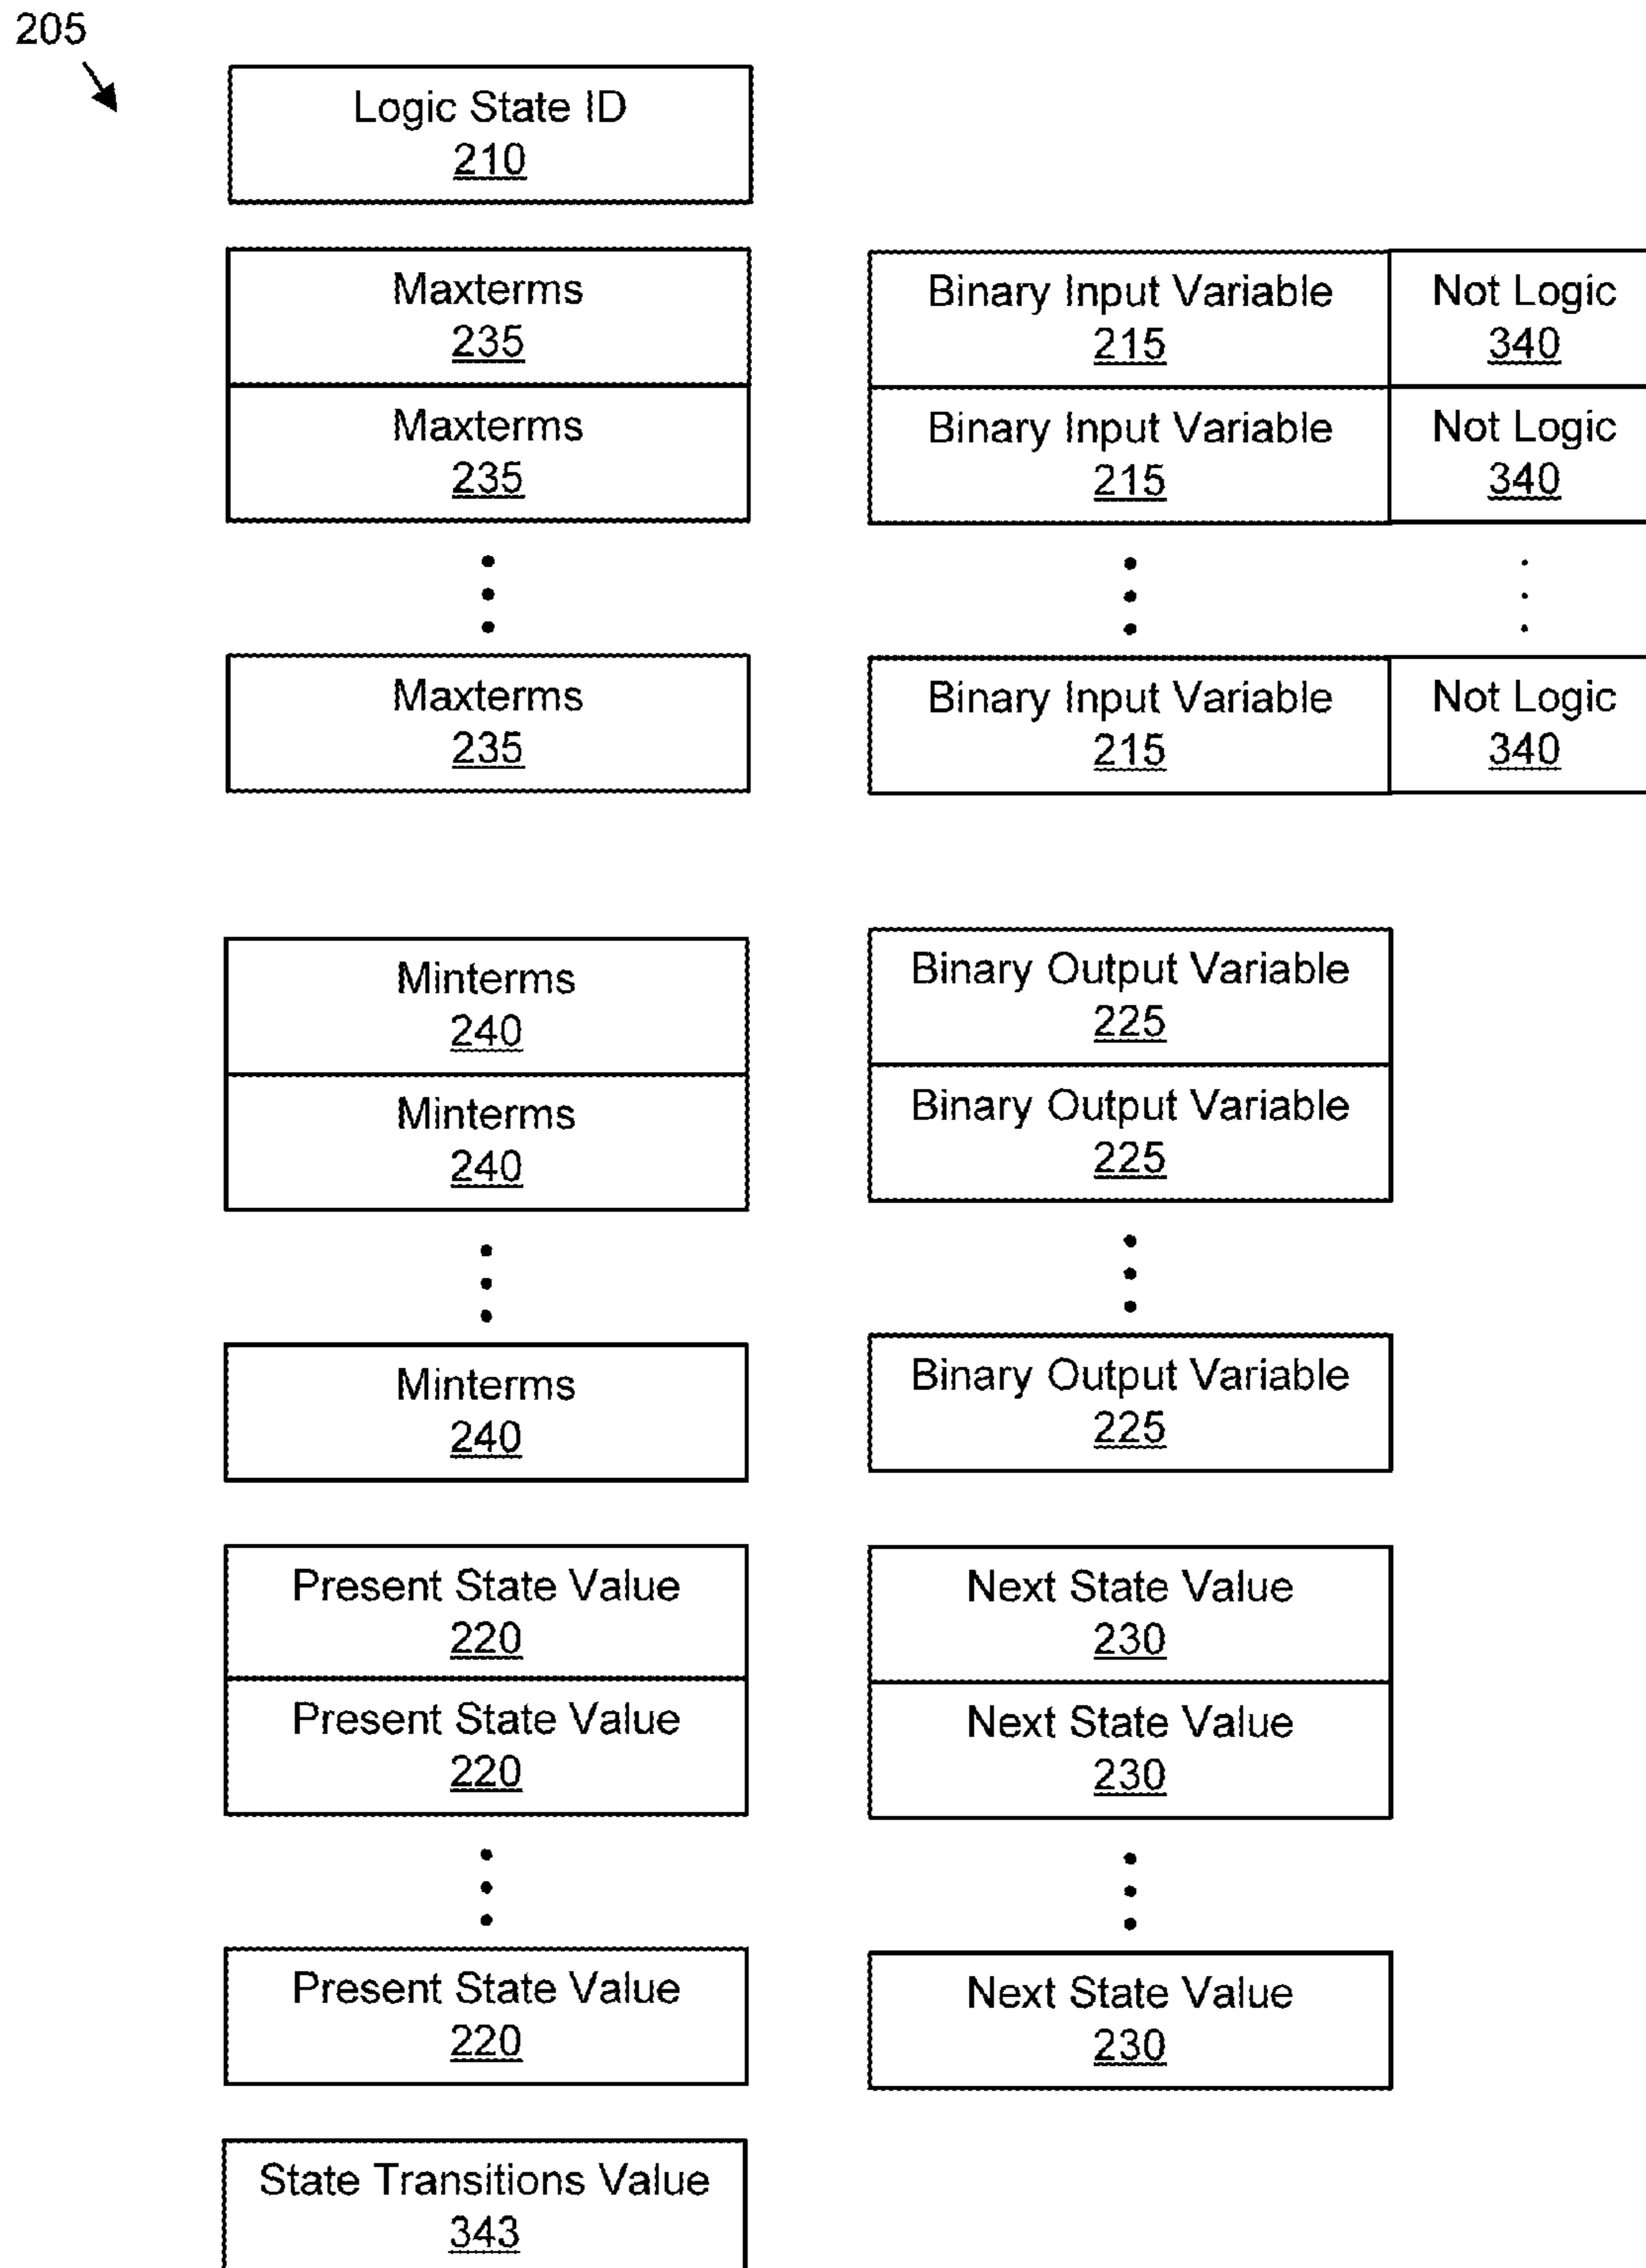 205
Logic State ID
210
Maxterms
235
Binary Input Variable
215
Not Logic
340
Maxterms
235
Binary Input Variable
215
Not Logic
340
Maxterms
235
Binary Input Variable
215
Not Logic
340
Minterms
240
Binary Output Variable
225
Minterms
240
Binary Output Variable
225
Minterms
240
Binary Output Variable
225
Present State Value
220
Next State Value
230
Present State Value
220
Next State Value
230
Present State Value
220
Next State Value
230
State Transitions Value
343